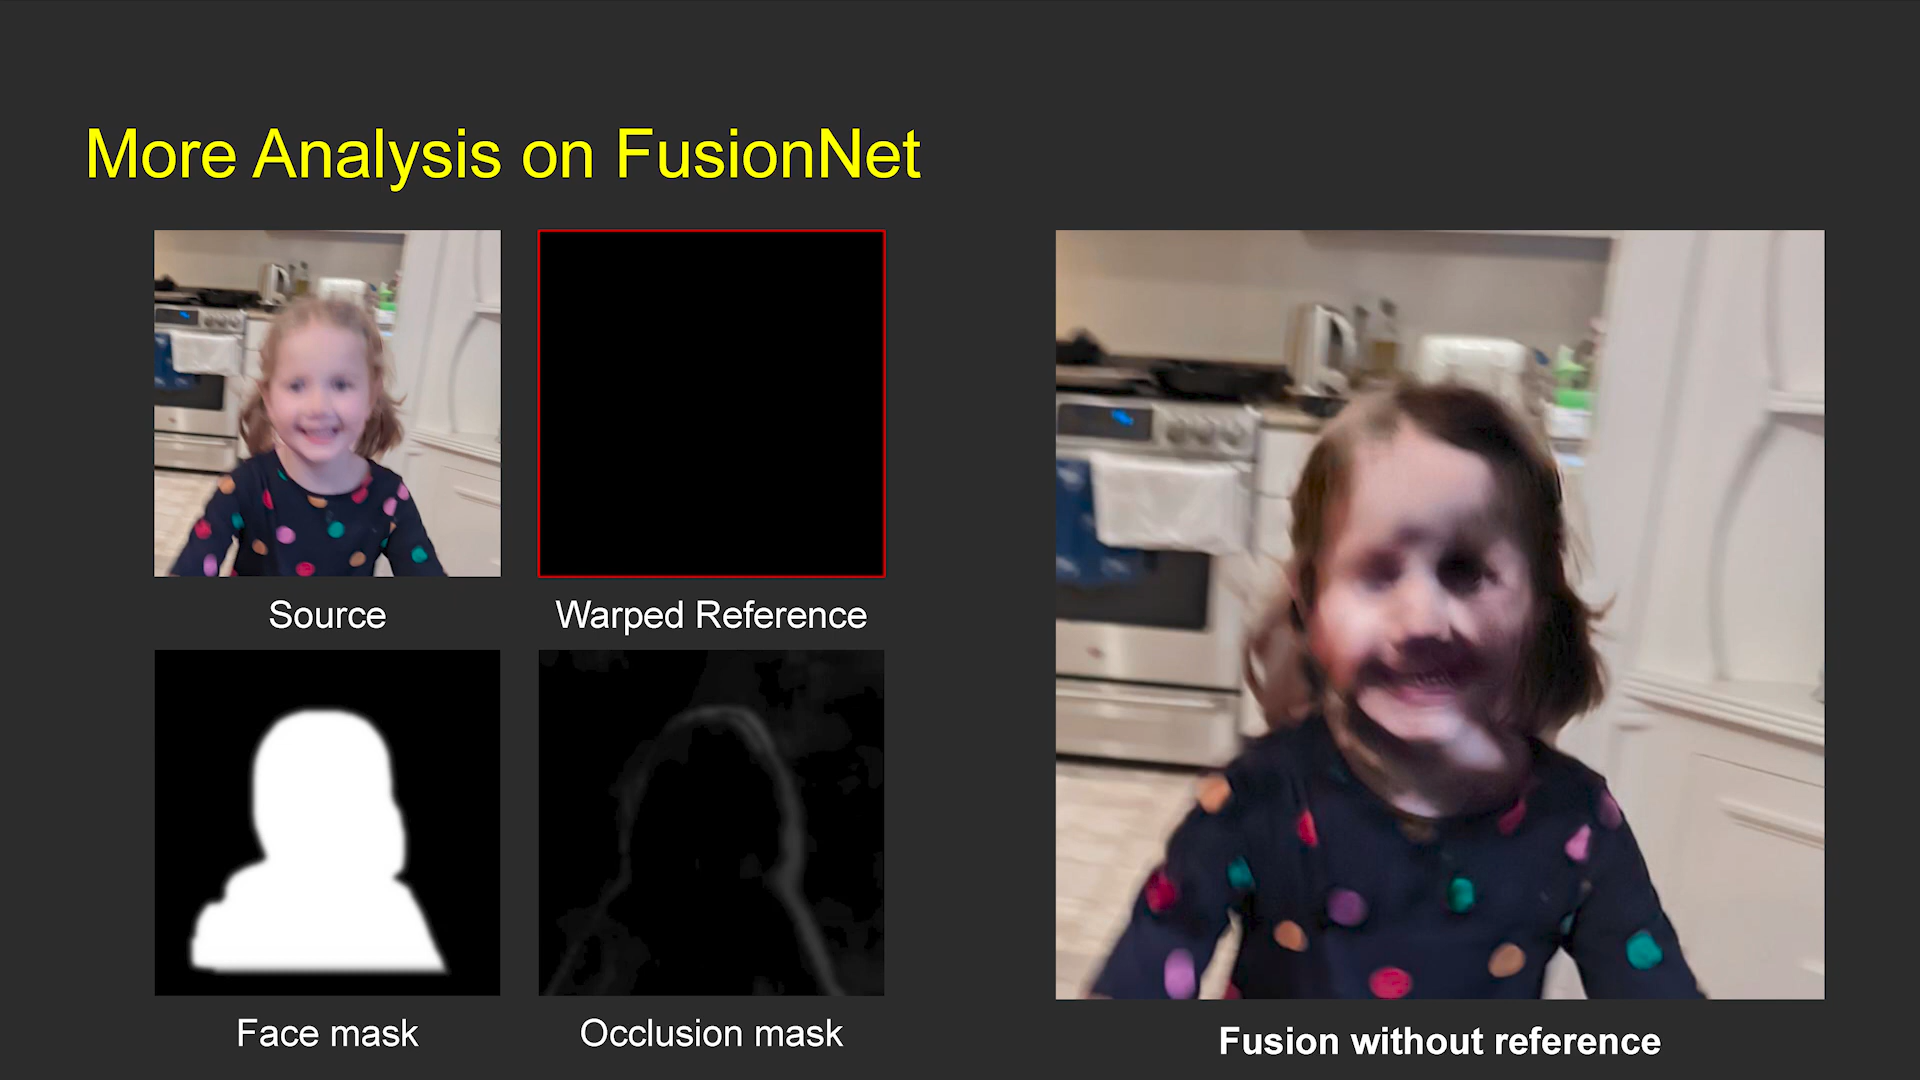 More Analysis on FusionNet
Source
Warped Reference
Face mask
Occlusion mask
Fusion without reference